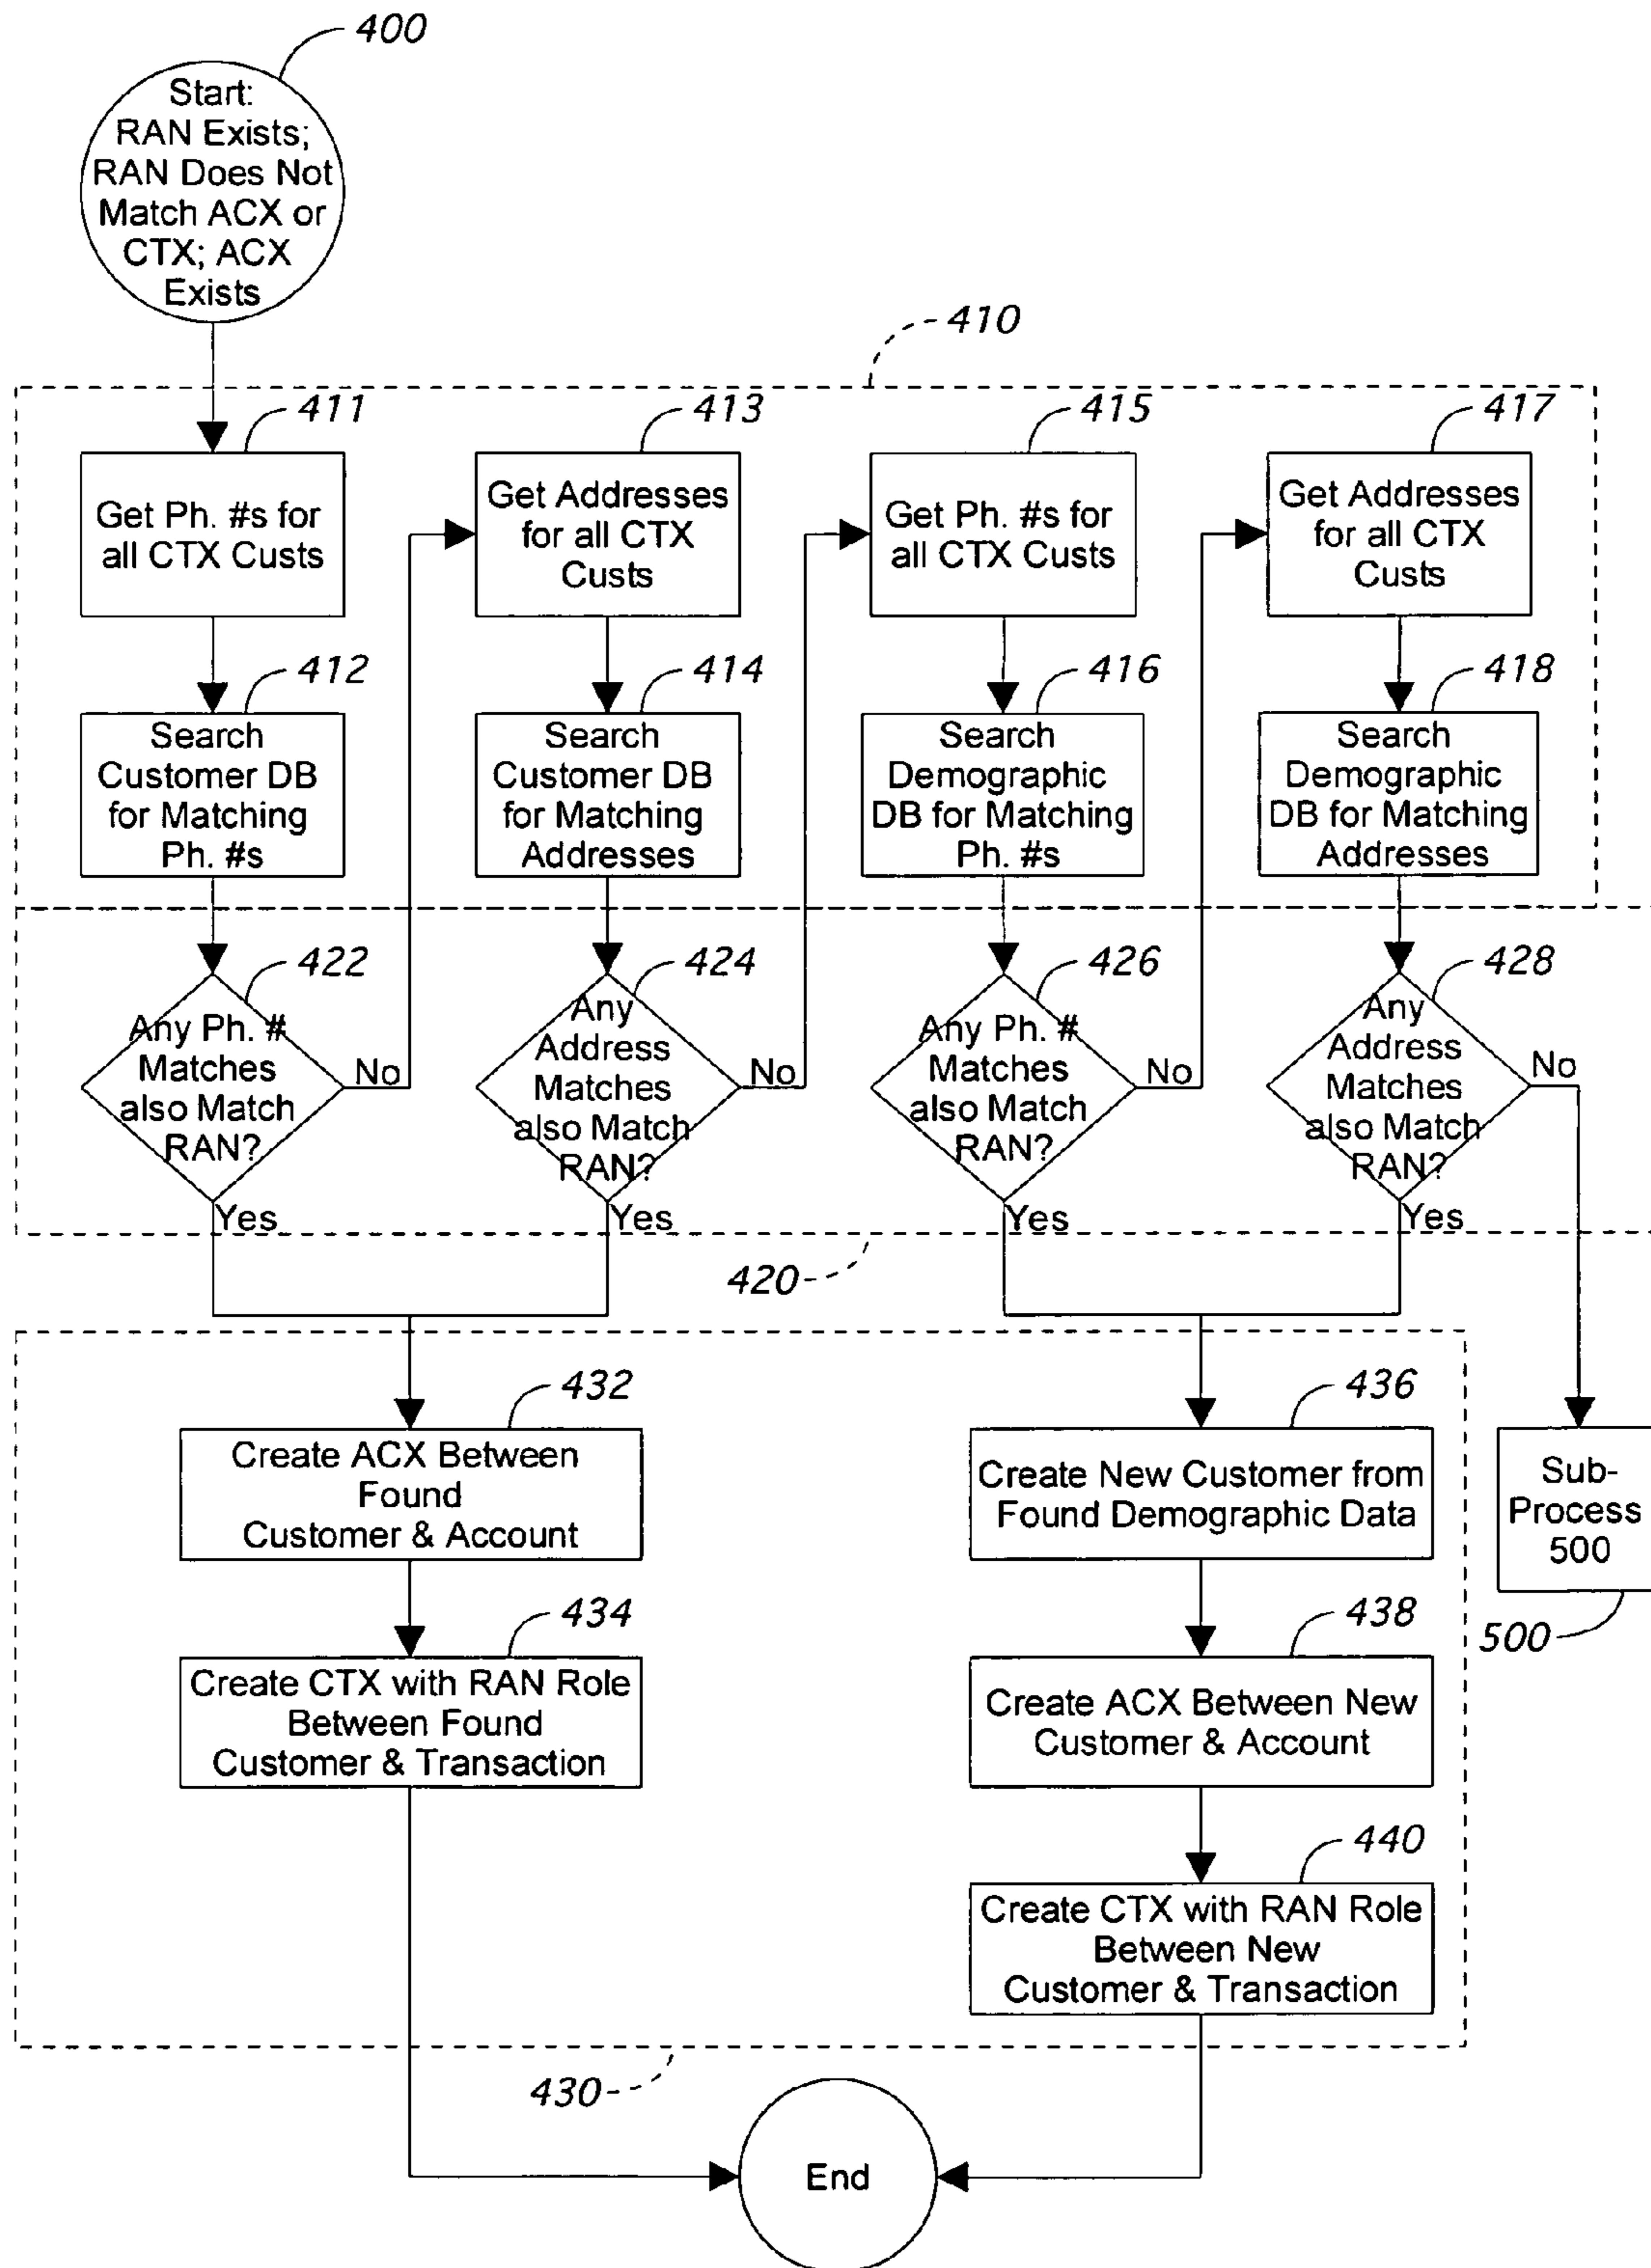 400
Start:
RAN Exists;
RAN Does Not
Match ACX or
CTX; ACX
Exists
410
411
Get Ph. #s for
all CTX Custs
413
Get Addresses
for all CTX
Custs
415
Get Ph. #s for
all CTX Custs
417
Get Addresses
for all CTX
Custs
412
Search
Customer DB
for Matching
Ph. #s
414
Search
Customer DB
for Matching
Addresses
416
Search
Demographic
DB for Matching
Ph. #s
418
Search
Demographic
DB for Matching
Addresses
422
Any Ph. #
Matches
also Match
RAN?
No
Yes
424
Any
Address
Matches
also Match
RAN?
No
Yes
426
Any Ph. #
Matches
also Match
RAN?
No
Yes
428
Any
Address
Matches
also Match
RAN?
No
Yes
420
432
Create ACX Between
Found
Customer & Account
436
Create New Customer from
Found Demographic Data
Sub-
Process
500
500
434
Create CTX with RAN Role
Between Found
Customer & Transaction
438
Create ACX Between New
Customer & Account
440
Create CTX with RAN Role
Between New
Customer & Transaction
430
End